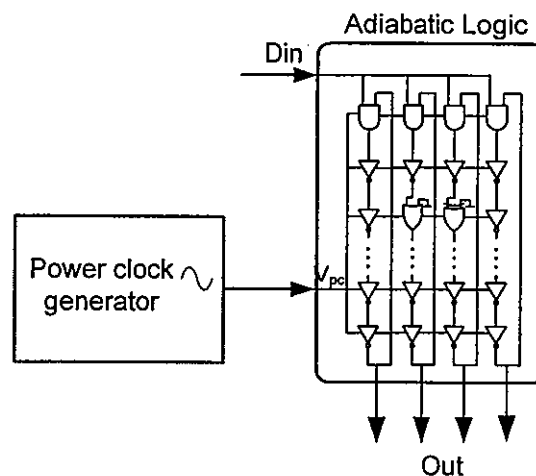 Adiabatic Logic
Din
Power clock
generator
Vpc
Out